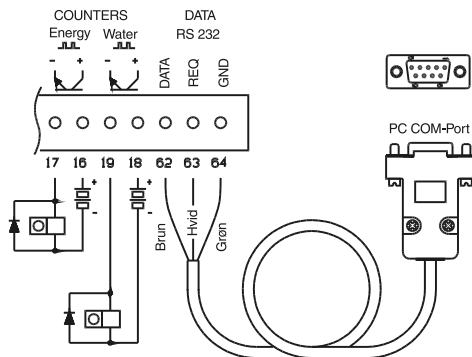 COUNTERS
Energy Water
- + - +
DATA
RS 232
DATA
REQ
GND
17 16 19 18 62 63 64
+
-
+
-
Brun
Hvid
Grøn
PC COM-Port